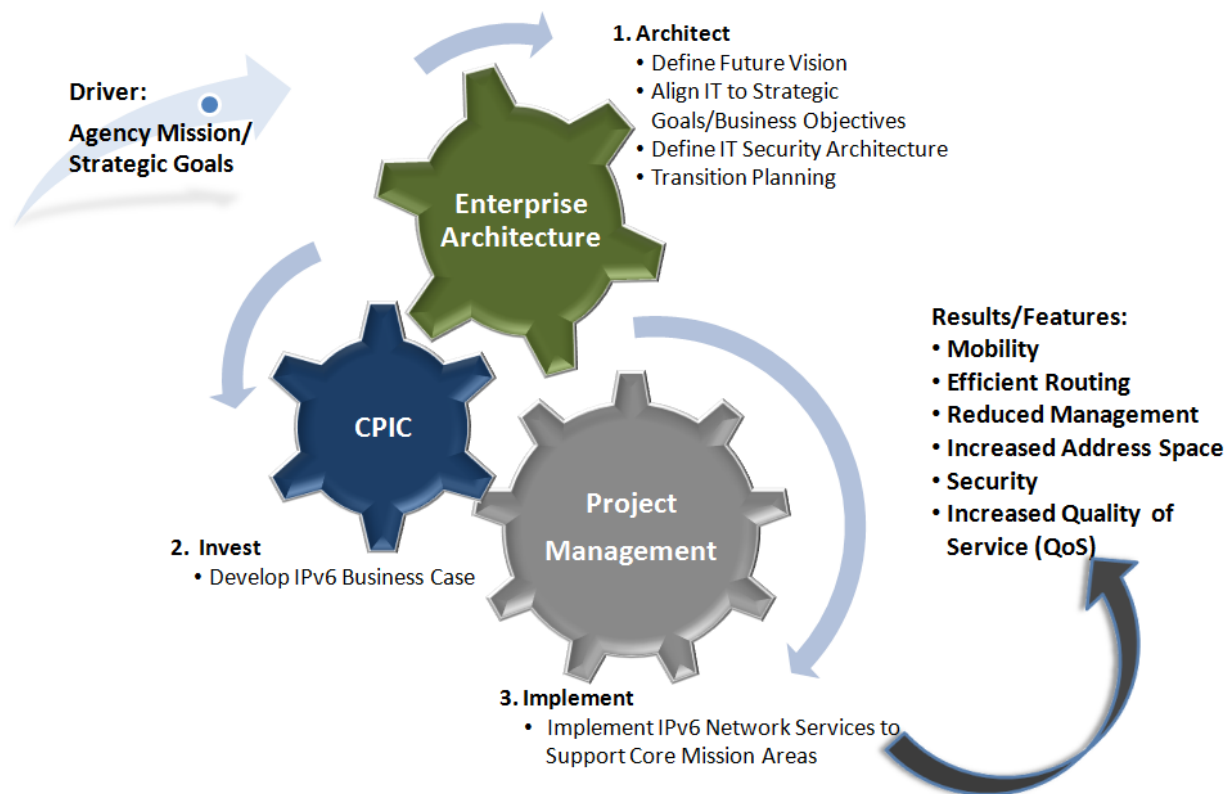 Driver:
Agency Mission/
Strategic Goals
1. Architect
• Define Future Vision
• Align IT to Strategic
Goals/Business Objectives
• Define IT Security Architecture
• Transition Planning
Enterprise
Architecture
CPIC
2. Invest
• Develop IPv6 Business Case
Project
Management
3. Implement
• Implement IPv6 Network Services to
Support Core Mission Areas
Results/Features:
• Mobility
• Efficient Routing
• Reduced Management
• Increased Address Space
• Security
• Increased Quality of
Service (QoS)